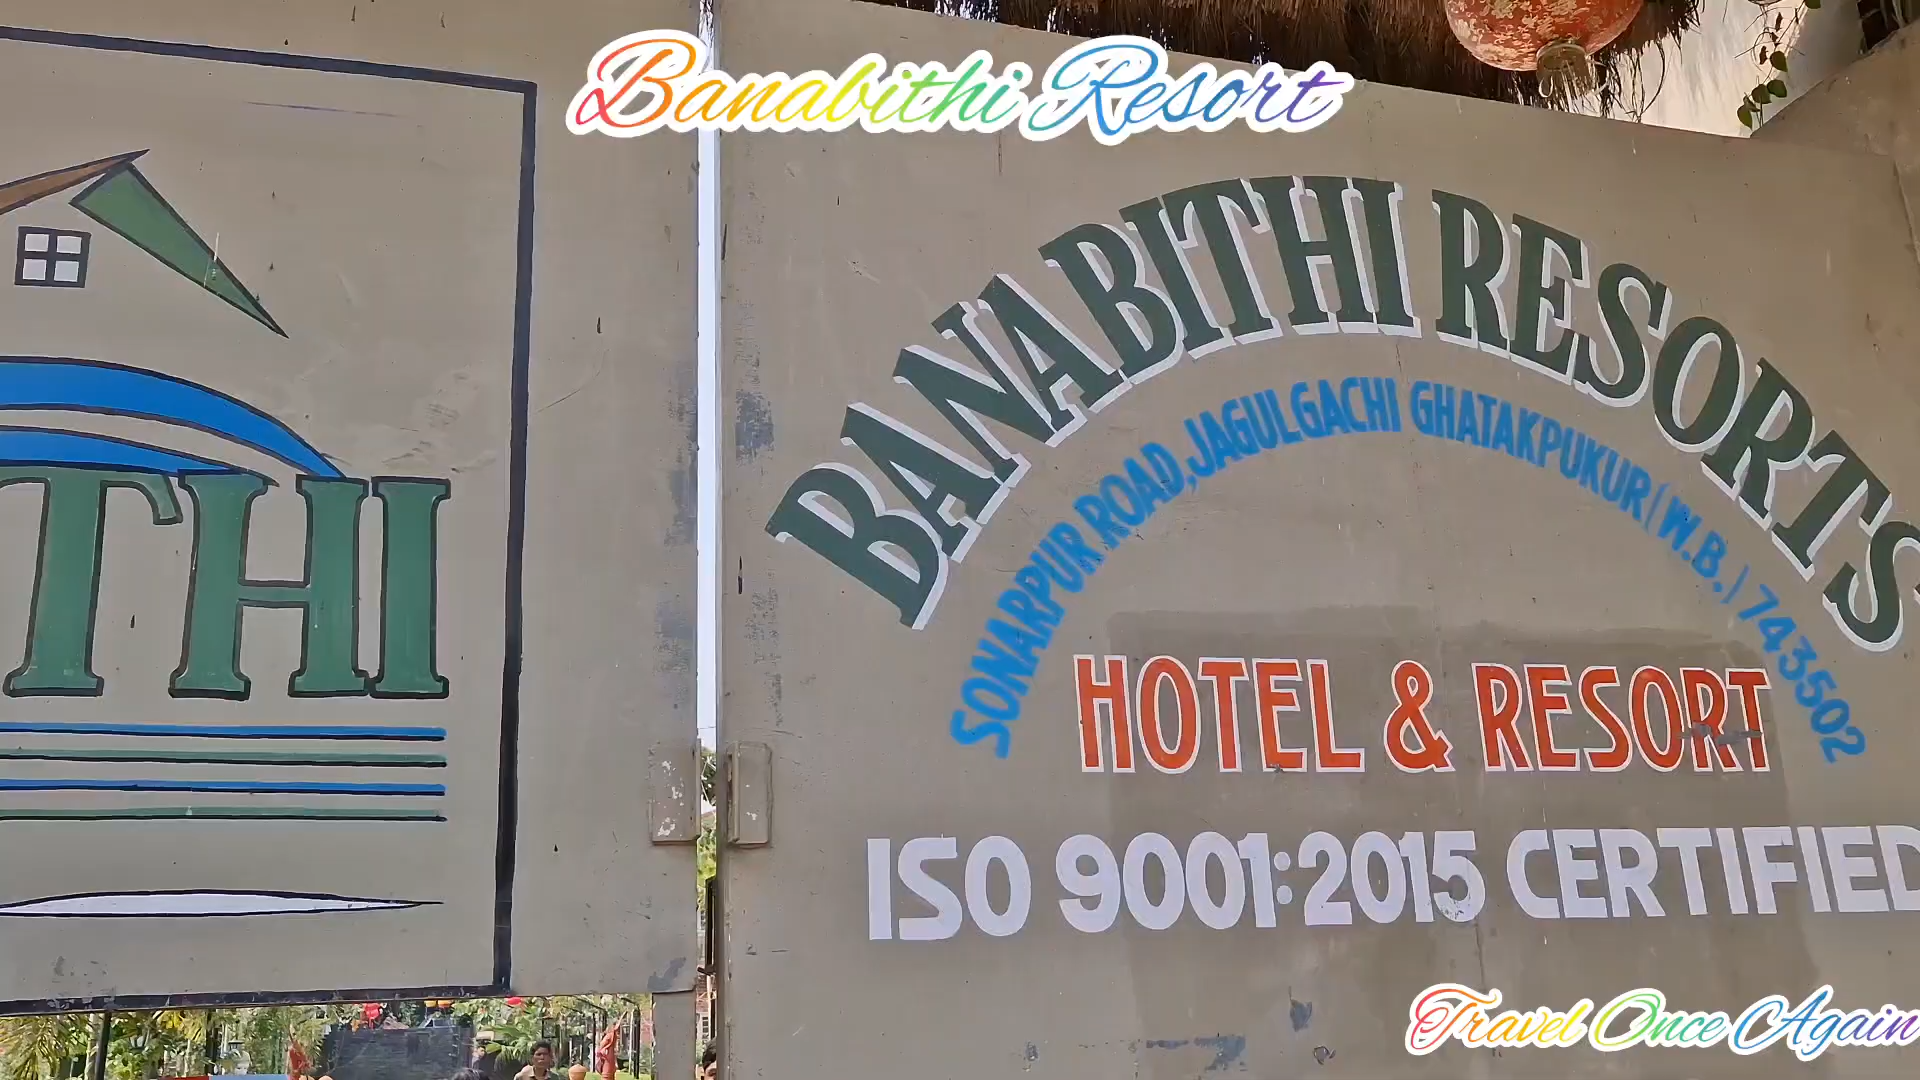 Banabithi Resort
THI
BANABITHI RESORTS
SONARPUR ROAD, JAGULGACHI GHATAKPUKUR (W.B.) 743502
HOTEL & RESORT
ISO 9001:2015 CERTIFIED
Travel Once Again